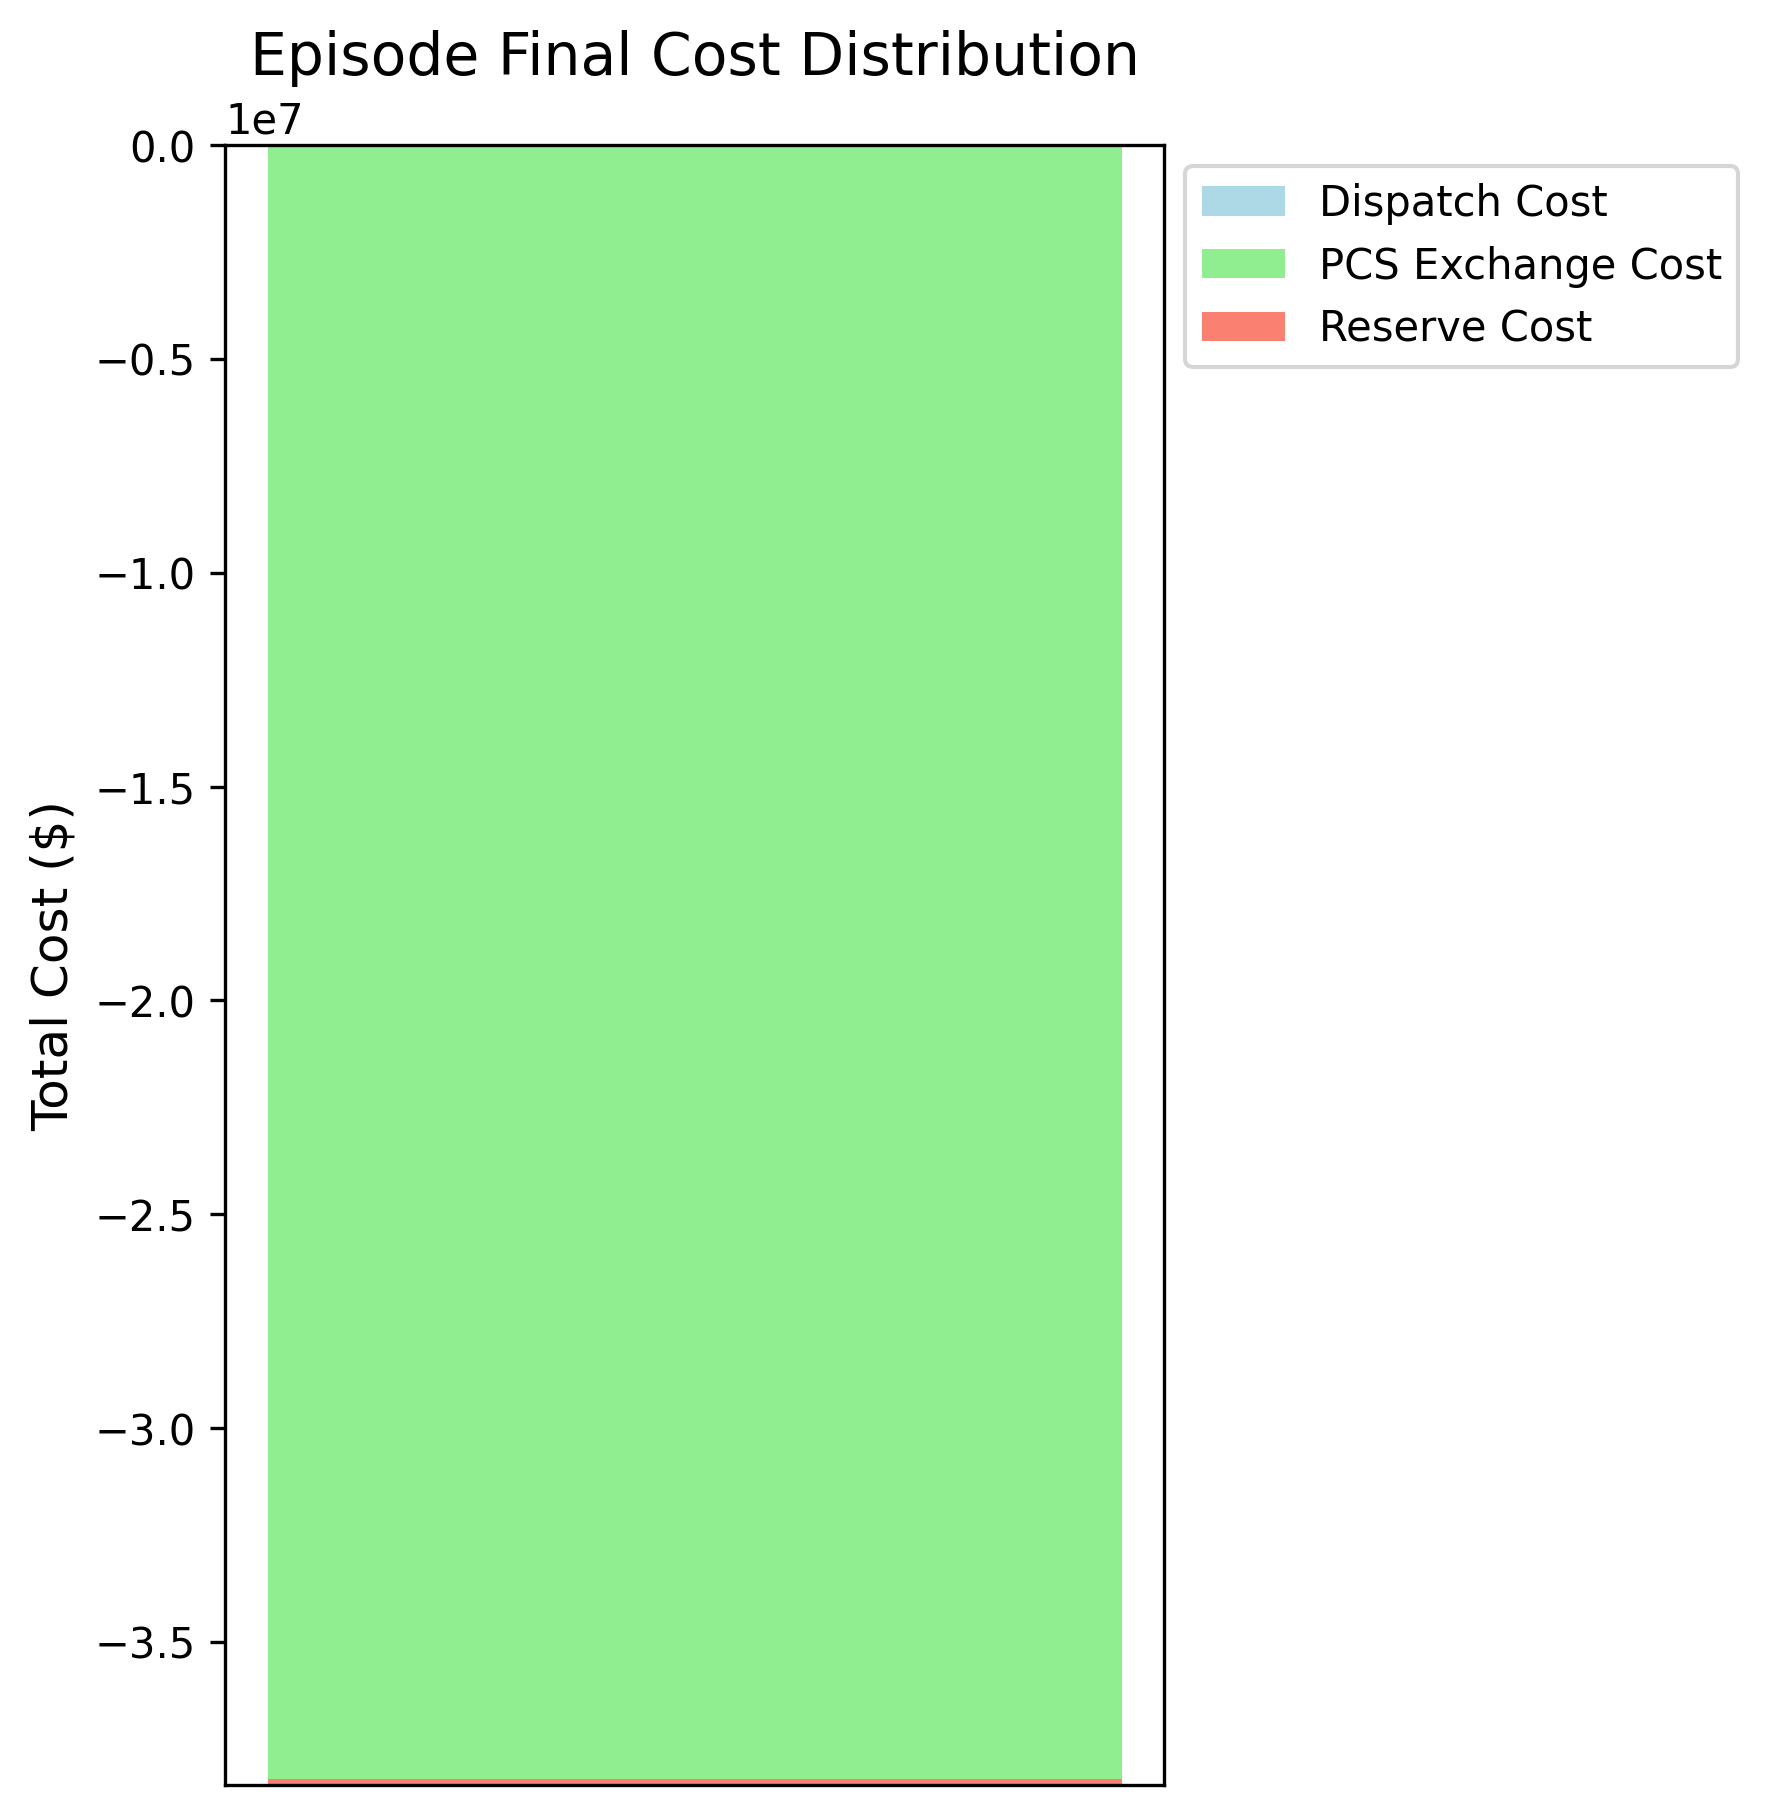 Episode Final Cost Distribution
1e7
0.0
−0.5
−1.0
−1.5
−2.0
−2.5
−3.0
−3.5
Total Cost ($)
Dispatch Cost
PCS Exchange Cost
Reserve Cost